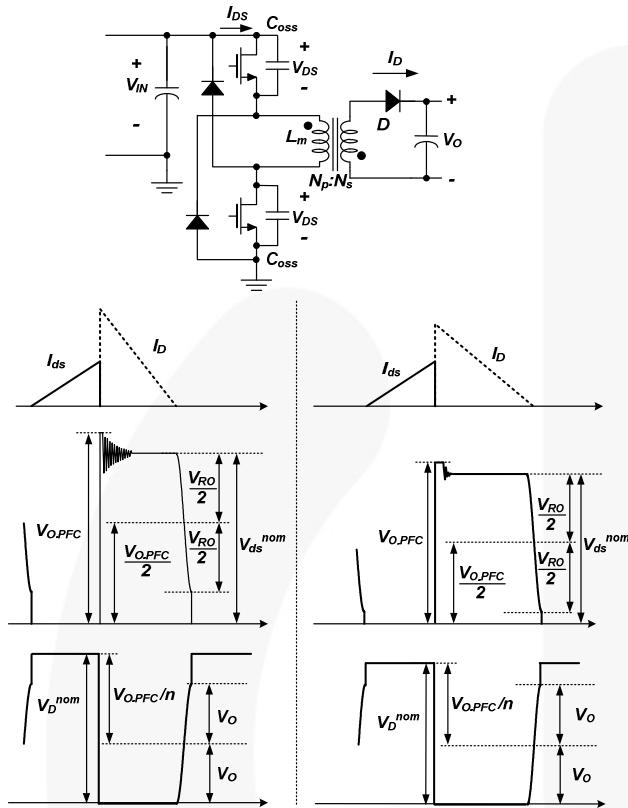 I_DS
C_oss
+
+
V_DS
I_D
V_IN
-
+
-
L_m
D
V_O
N_p:N_s
-
+
V_DS
-
C_oss
I_ds
I_D
I_ds
I_D
V_O.PFC
V_O.PFC
2
V_RO
2
V_RO
2
V_ds^nom
V_O.PFC
V_O.PFC
2
V_RO
2
V_RO
2
V_ds^nom
V_D^nom
V_O.PFC/n
V_O
V_O
V_D^nom
V_O.PFC/n
V_O
V_O